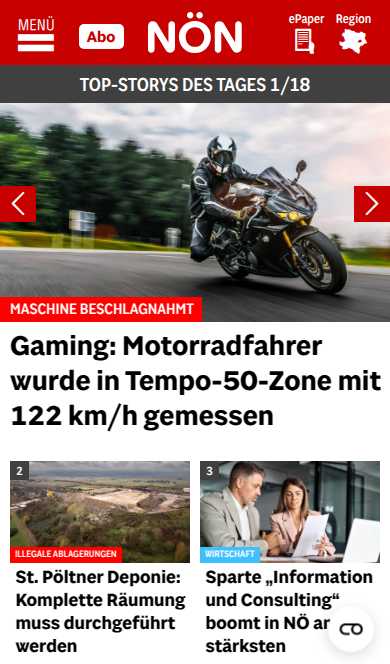 MENÜ
Abo
NÖN
ePaper
Region
TOP-STORYS DES TAGES 1/18
MASCHINE BESCHLAGNAHMT
Gaming: Motorradfahrer
wurde in Tempo-50-Zone mit
122 km/h gemessen
2
ILLEGALE ABLAGERUNGEN
St. Pöltner Deponie:
Komplette Räumung
muss durchgeführt
werden
3
WIRTSCHAFT
Sparte „Information
und Consulting“
boomt in NÖ am
stärksten